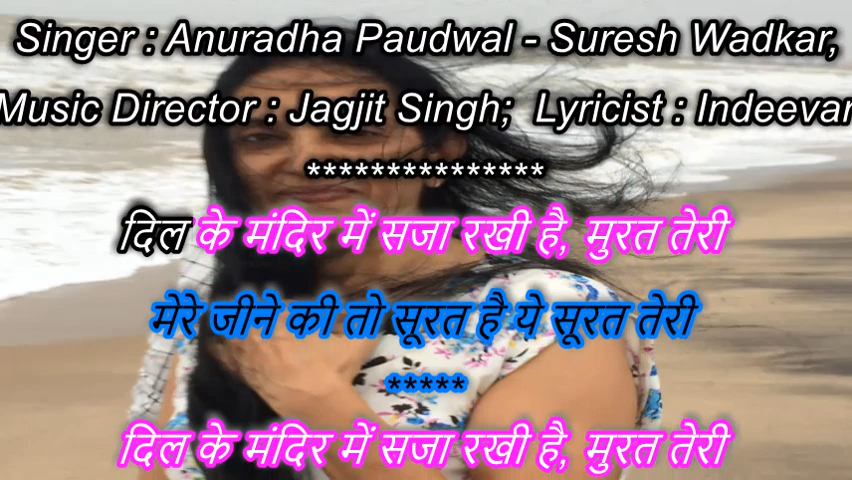 Singer : Anuradha Paudwal - Suresh Wadkar,
Music Director : Jagjit Singh;  Lyricist : Indeevar
***************
दिल के मंदिर में सजा रखी है, मुरत तेरी
मेरे जीने की तो सूरत है ये सूरत तेरी
*****
दिल के मंदिर में सजा रखी है, मुरत तेरी